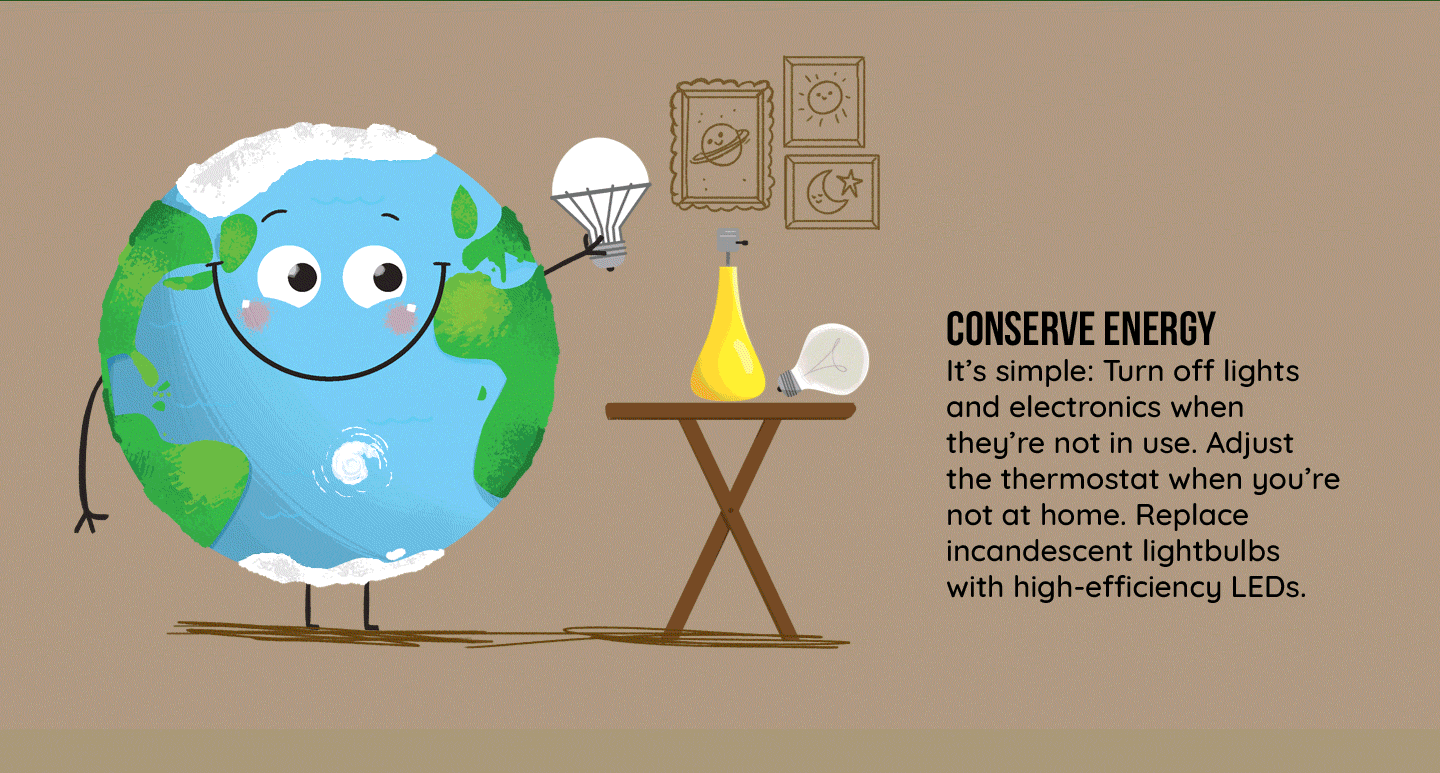 CONSERVE ENERGY
It’s simple: Turn off lights
and electronics when
they’re not in use. Adjust
the thermostat when you’re
not at home. Replace
incandescent lightbulbs
with high-efficiency LEDs.